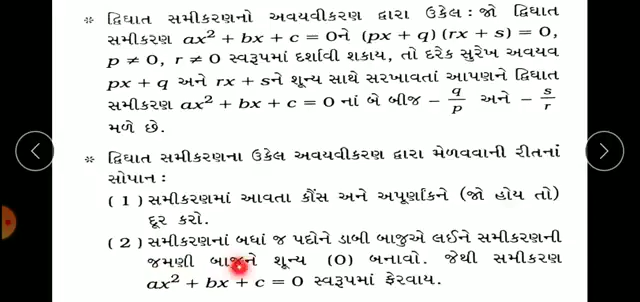 * દ્વિઘાત સમીકરણનો અવયવીકરણ દ્વારા ઉકેલ : જો દ્વિઘાત
સમીકરણ ax² + bx + c = 0ને (px + q) (rx + s) = 0,
p ≠ 0, r ≠ 0 સ્વરૂપમાં દર્શાવી શકાય, તો દરેક સુરેખ અવયવ
px + q અને rx + sને શૂન્ય સાથે સરખાવતાં આપણને દ્વિઘાત
સમીકરણ ax² + bx + c = 0 નાં બે બીજ − q/p અને − s/r
મળે છે.
* દ્વિઘાત સમીકરણના ઉકેલ અવયવીકરણ દ્વારા મેળવવાની રીતનાં
સોપાન :
( 1 ) સમીકરણમાં આવતા કૌંસ અને અપૂર્ણાંકને (જો હોય તો)
દૂર કરો.
( 2 ) સમીકરણનાં બધાં જ પદોને ડાબી બાજુએ લઈને સમીકરણની
જમણી બાજુને શૂન્ય (0) બનાવો. જેથી સમીકરણ
ax² + bx + c = 0 સ્વરૂપમાં ફેરવાય.